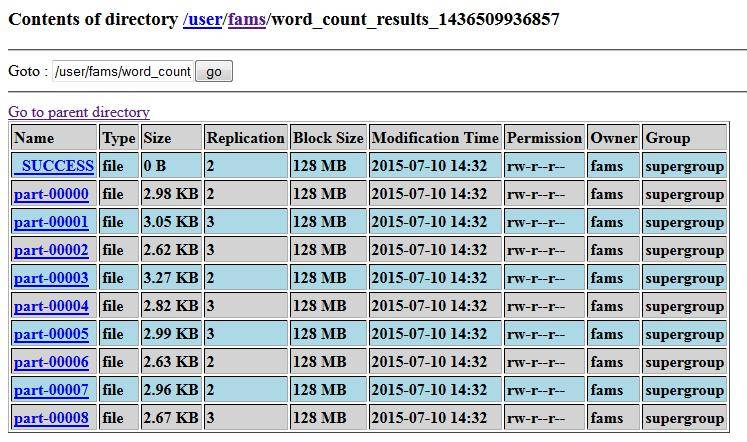 Contents of directory /user/fams/word_count_results_1436509936857
Goto : /user/fams/word_count go
Go to parent directory
Name Type Size Replication Block Size Modification Time Permission Owner Group
_SUCCESS file 0 B 2 128 MB 2015-07-10 14:32 rw-r--r-- fams supergroup
part-00000 file 2.98 KB 2 128 MB 2015-07-10 14:32 rw-r--r-- fams supergroup
part-00001 file 3.05 KB 3 128 MB 2015-07-10 14:32 rw-r--r-- fams supergroup
part-00002 file 2.62 KB 3 128 MB 2015-07-10 14:32 rw-r--r-- fams supergroup
part-00003 file 3.27 KB 2 128 MB 2015-07-10 14:32 rw-r--r-- fams supergroup
part-00004 file 2.82 KB 3 128 MB 2015-07-10 14:32 rw-r--r-- fams supergroup
part-00005 file 2.99 KB 3 128 MB 2015-07-10 14:32 rw-r--r-- fams supergroup
part-00006 file 2.63 KB 2 128 MB 2015-07-10 14:32 rw-r--r-- fams supergroup
part-00007 file 2.96 KB 2 128 MB 2015-07-10 14:32 rw-r--r-- fams supergroup
part-00008 file 2.67 KB 3 128 MB 2015-07-10 14:32 rw-r--r-- fams supergroup